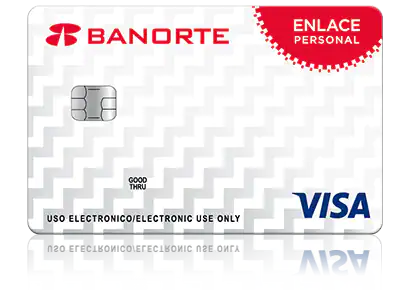 BANORTE
ENLACE
PERSONAL
GOOD
THRU
USO ELECTRONICO/ELECTRONIC USE ONLY
VISA